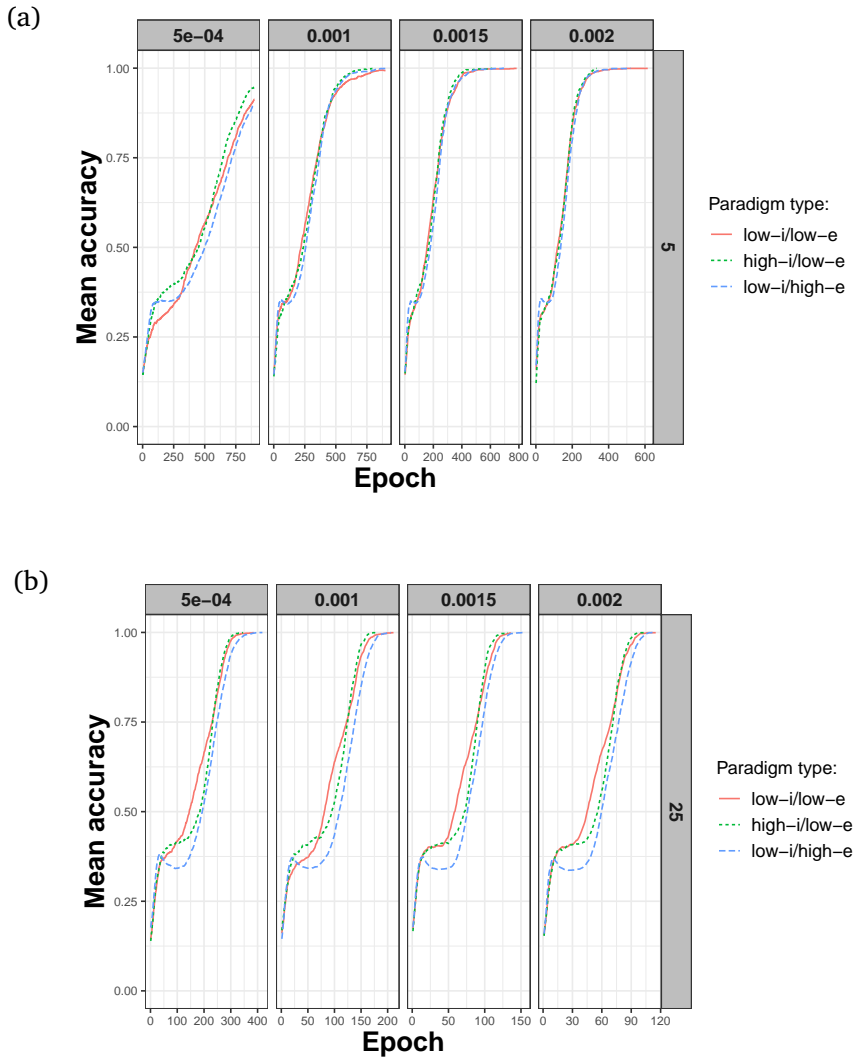 (a)
5e−04 0.001 0.0015 0.002
1.00
0.75
0.50
0.25
0.00
Mean accuracy
5
0 250 500 750 0 250 500 750 0 200 400 600 800 0 200 400 600
Epoch
Paradigm type:
low−i/low−e
high−i/low−e
low−i/high−e
(b)
5e−04 0.001 0.0015 0.002
1.00
0.75
0.50
0.25
0.00
Mean accuracy
25
0 100 200 300 400 0 50 100 150 200 0 50 100 150 0 30 60 90 120
Epoch
Paradigm type:
low−i/low−e
high−i/low−e
low−i/high−e